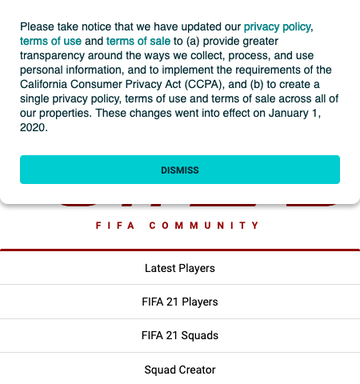 Please take notice that we have updated our privacy policy,
terms of use and terms of sale to (a) provide greater
transparency around the ways we collect, process, and use
personal information, and to implement the requirements of the
California Consumer Privacy Act (CCPA), and (b) to create a
single privacy policy, terms of use and terms of sale across all of
our properties. These changes went into effect on January 1,
2020.
DISMISS
FIFA COMMUNITY
Latest Players
FIFA 21 Players
FIFA 21 Squads
Squad Creator